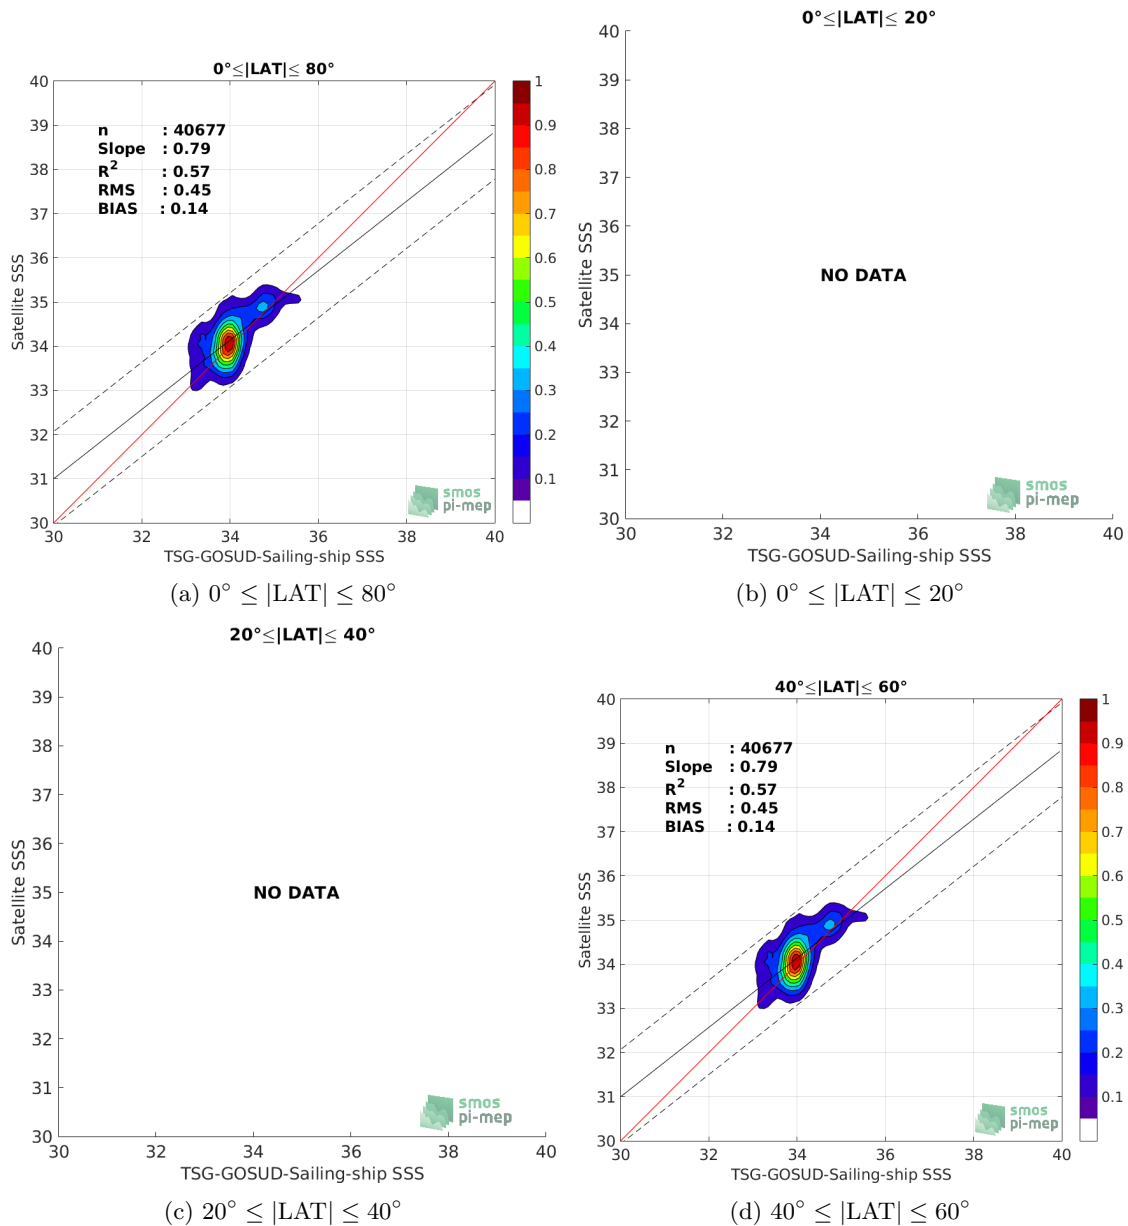 0°≤|LAT|≤ 80°
40
39
38
37
36
35
34
33
32
31
30
Satellite SSS
n : 40677
Slope : 0.79
R² : 0.57
RMS : 0.45
BIAS : 0.14
smos
pi-mep
30 32 34 36 38 40
TSG-GOSUD-Sailing-ship SSS
1
0.9
0.8
0.7
0.6
0.5
0.4
0.3
0.2
0.1
(a) 0° ≤ |LAT| ≤ 80°
0°≤|LAT|≤ 20°
40
39
38
37
36
35
34
33
32
31
30
Satellite SSS
NO DATA
smos
pi-mep
30 32 34 36 38 40
TSG-GOSUD-Sailing-ship SSS
(b) 0° ≤ |LAT| ≤ 20°
20°≤|LAT|≤ 40°
40
39
38
37
36
35
34
33
32
31
30
Satellite SSS
NO DATA
smos
pi-mep
30 32 34 36 38 40
TSG-GOSUD-Sailing-ship SSS
(c) 20° ≤ |LAT| ≤ 40°
40°≤|LAT|≤ 60°
40
39
38
37
36
35
34
33
32
31
30
Satellite SSS
n : 40677
Slope : 0.79
R² : 0.57
RMS : 0.45
BIAS : 0.14
smos
pi-mep
30 32 34 36 38 40
TSG-GOSUD-Sailing-ship SSS
1
0.9
0.8
0.7
0.6
0.5
0.4
0.3
0.2
0.1
(d) 40° ≤ |LAT| ≤ 60°